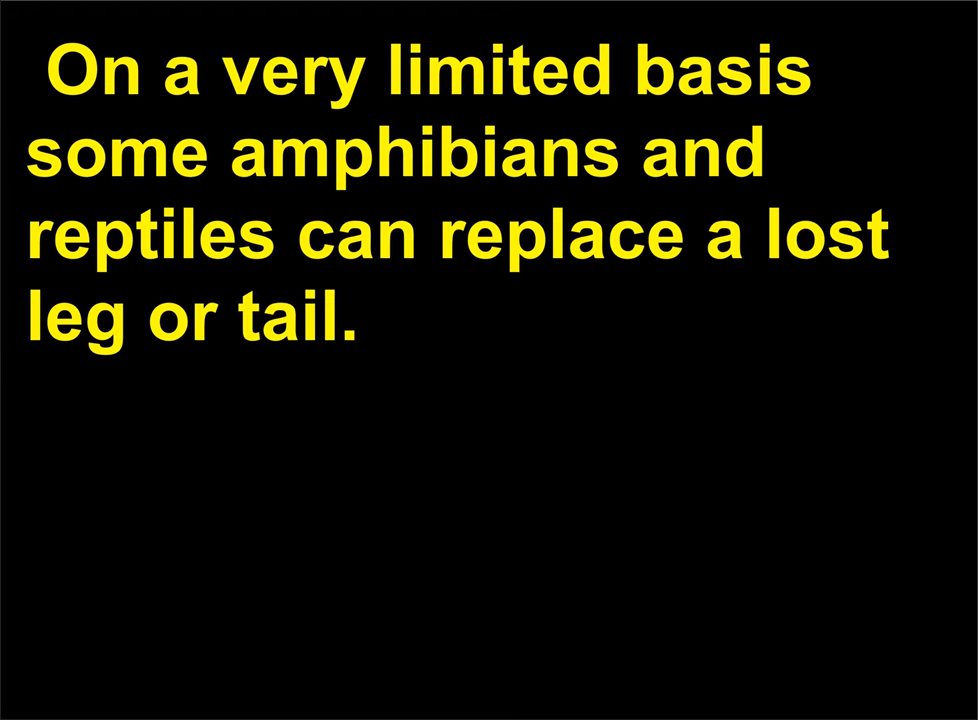 On a very limited basis
some amphibians and
reptiles can replace a lost
leg or tail.